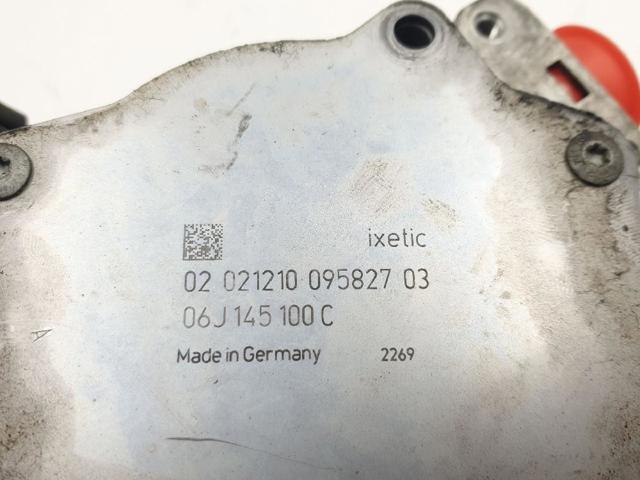 ixetic
02 021210 095827 03
06J 145 100 C
Made in Germany 2269
A